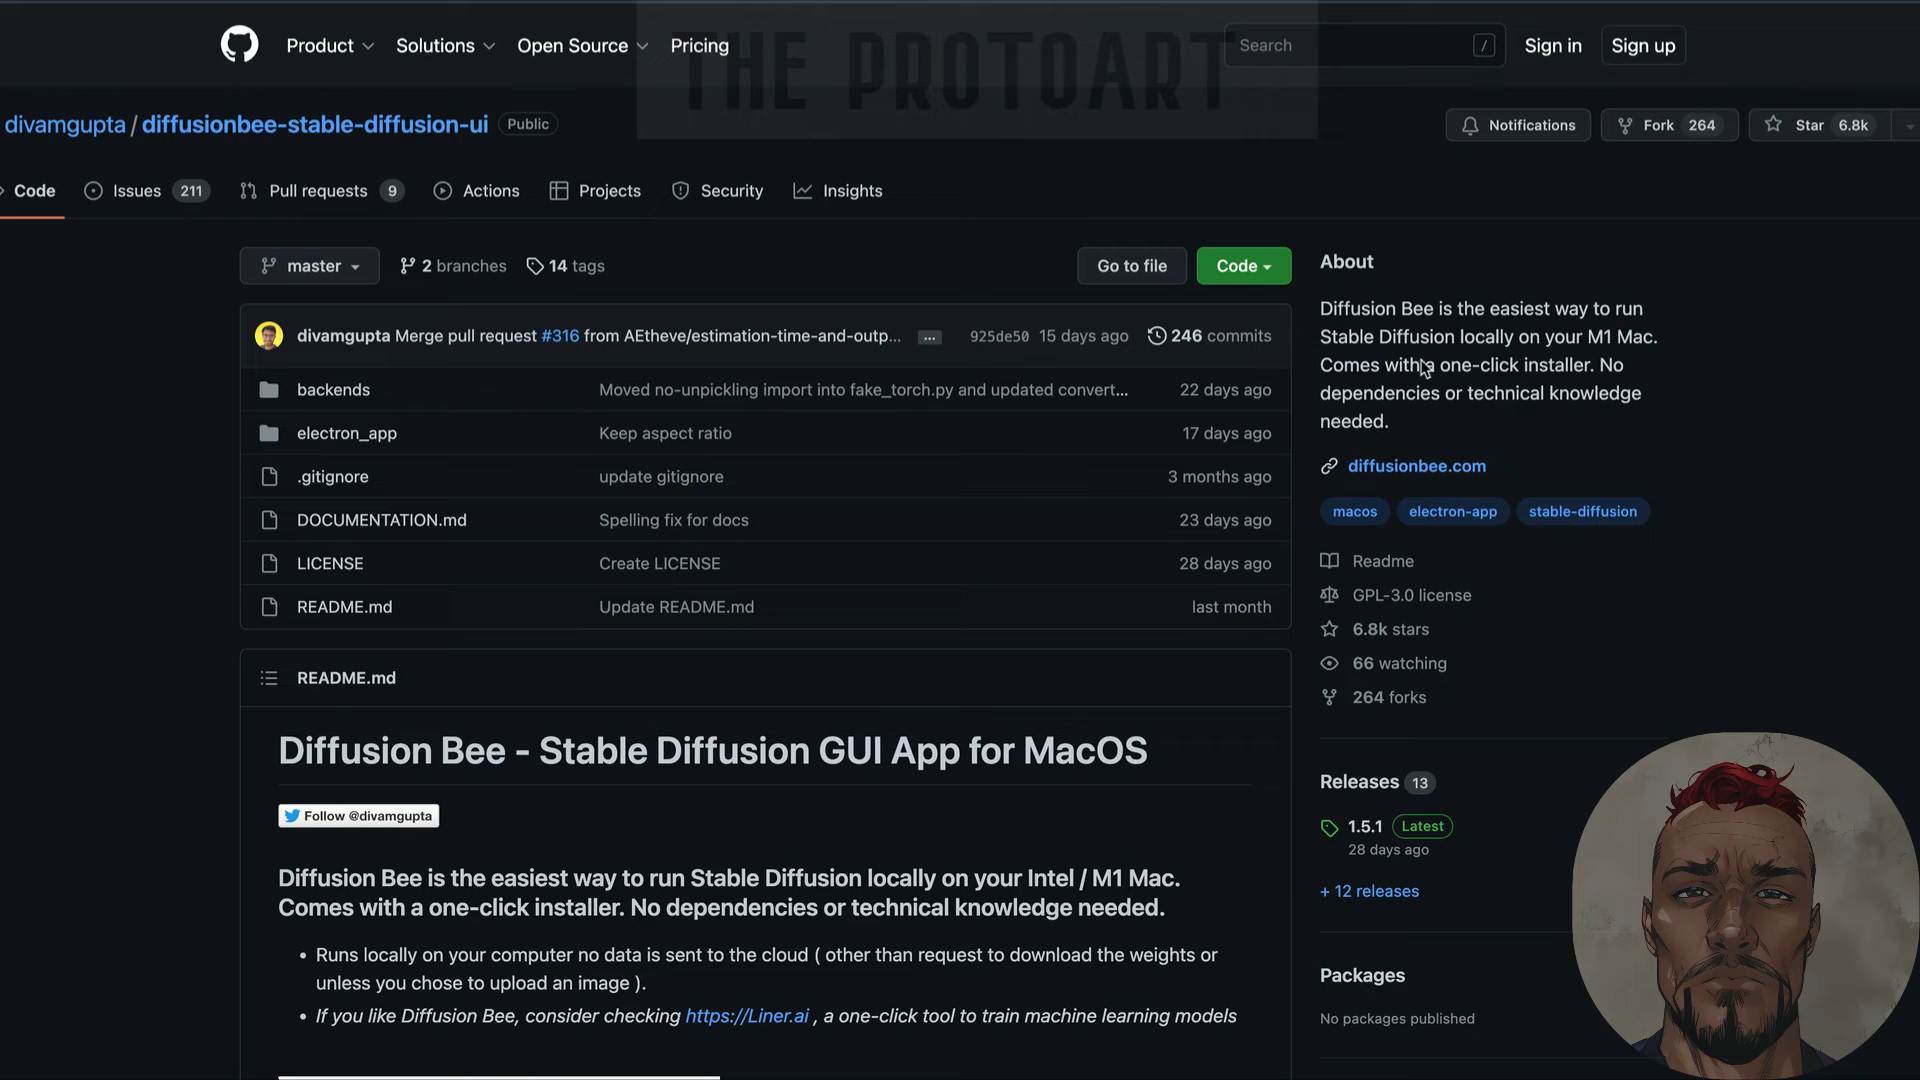 THE PROTOART
Product Solutions Open Source Pricing Search / Sign in Sign up
divamgupta / diffusionbee-stable-diffusion-ui Public Notifications Fork 264 Star 6.8k
Code Issues 211 Pull requests 9 Actions Projects Security Insights
master 2 branches 14 tags Go to file Code
divamgupta Merge pull request #316 from AEtheve/estimation-time-and-outp... ... 925de50 15 days ago 246 commits
backends Moved no-unpickling import into fake_torch.py and updated convert... 22 days ago
electron_app Keep aspect ratio 17 days ago
.gitignore update gitignore 3 months ago
DOCUMENTATION.md Spelling fix for docs 23 days ago
LICENSE Create LICENSE 28 days ago
README.md Update README.md last month
README.md
Diffusion Bee - Stable Diffusion GUI App for MacOS
Follow @divamgupta
Diffusion Bee is the easiest way to run Stable Diffusion locally on your Intel / M1 Mac.
Comes with a one-click installer. No dependencies or technical knowledge needed.
• Runs locally on your computer no data is sent to the cloud ( other than request to download the weights or
unless you chose to upload an image ).
• If you like Diffusion Bee, consider checking https://Liner.ai , a one-click tool to train machine learning models
About
Diffusion Bee is the easiest way to run
Stable Diffusion locally on your M1 Mac.
Comes with a one-click installer. No
dependencies or technical knowledge
needed.
diffusionbee.com
macos electron-app stable-diffusion
Readme
GPL-3.0 license
6.8k stars
66 watching
264 forks
Releases 13
1.5.1 Latest
28 days ago
+ 12 releases
Packages
No packages published